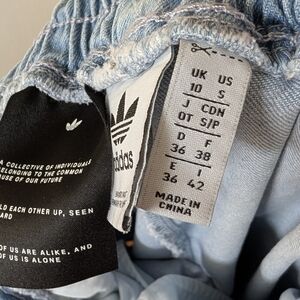 A COLLECTIVE OF INDIVIDUALS
BELONGING TO THE COMMON
USE OF OUR FUTURE
LD EACH OTHER UP, SEEN
ARD
OF US ARE ALIKE, AND
OF US IS ALONE
adidas
UK US
10 S
J CDN
OT S/P
D F
36 38
E I
36 42
MADE IN
CHINA